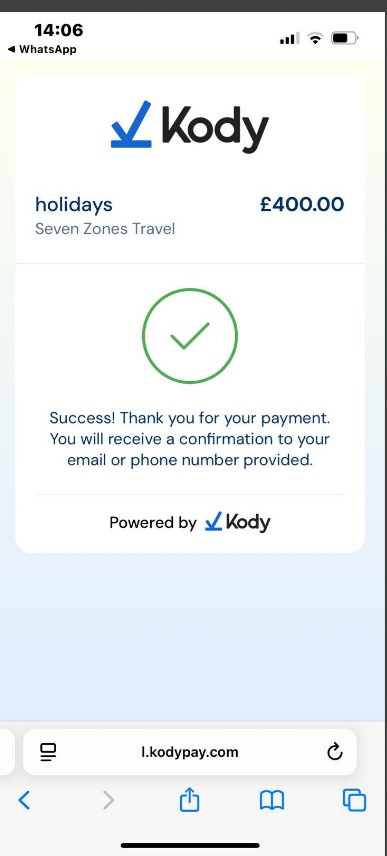 14:06
◀ WhatsApp
Kody
holidays £400.00
Seven Zones Travel
Success! Thank you for your payment.
You will receive a confirmation to your
email or phone number provided.
Powered by Kody
l.kodypay.com